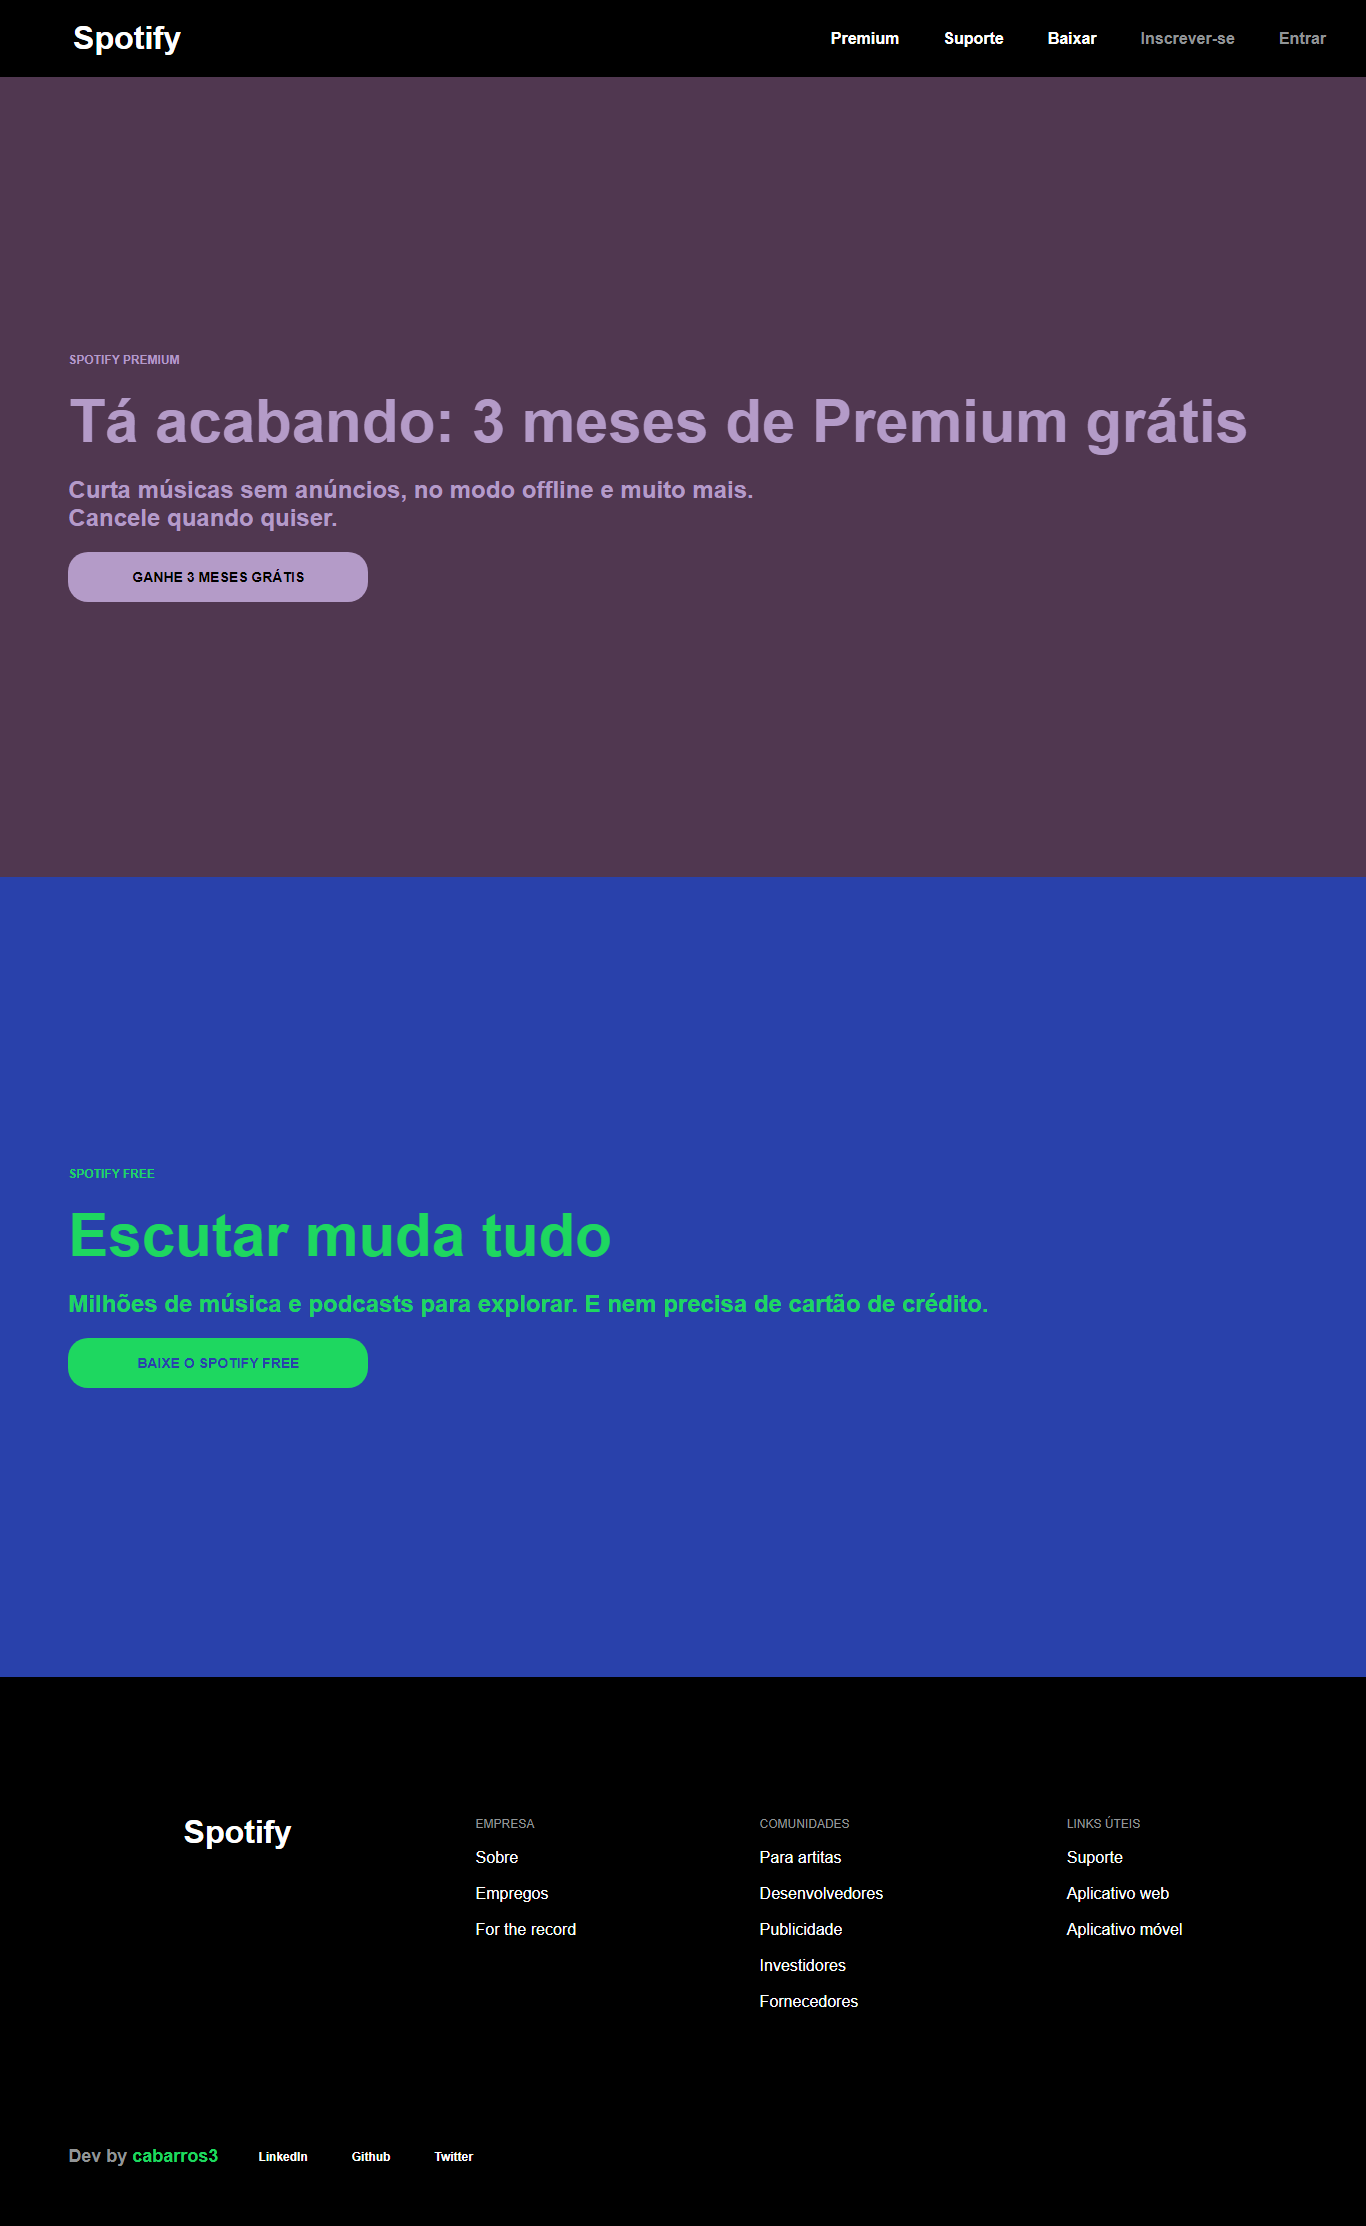 Spotify
Premium Suporte Baixar Inscrever-se Entrar
SPOTIFY PREMIUM
Tá acabando: 3 meses de Premium grátis
Curta músicas sem anúncios, no modo offline e muito mais.
Cancele quando quiser.
GANHE 3 MESES GRÁTIS
SPOTIFY FREE
Escutar muda tudo
Milhões de música e podcasts para explorar. E nem precisa de cartão de crédito.
BAIXE O SPOTIFY FREE
Spotify
EMPRESA
Sobre
Empregos
For the record
COMUNIDADES
Para artitas
Desenvolvedores
Publicidade
Investidores
Fornecedores
LINKS ÚTEIS
Suporte
Aplicativo web
Aplicativo móvel
Dev by cabarros3
LinkedIn Github Twitter